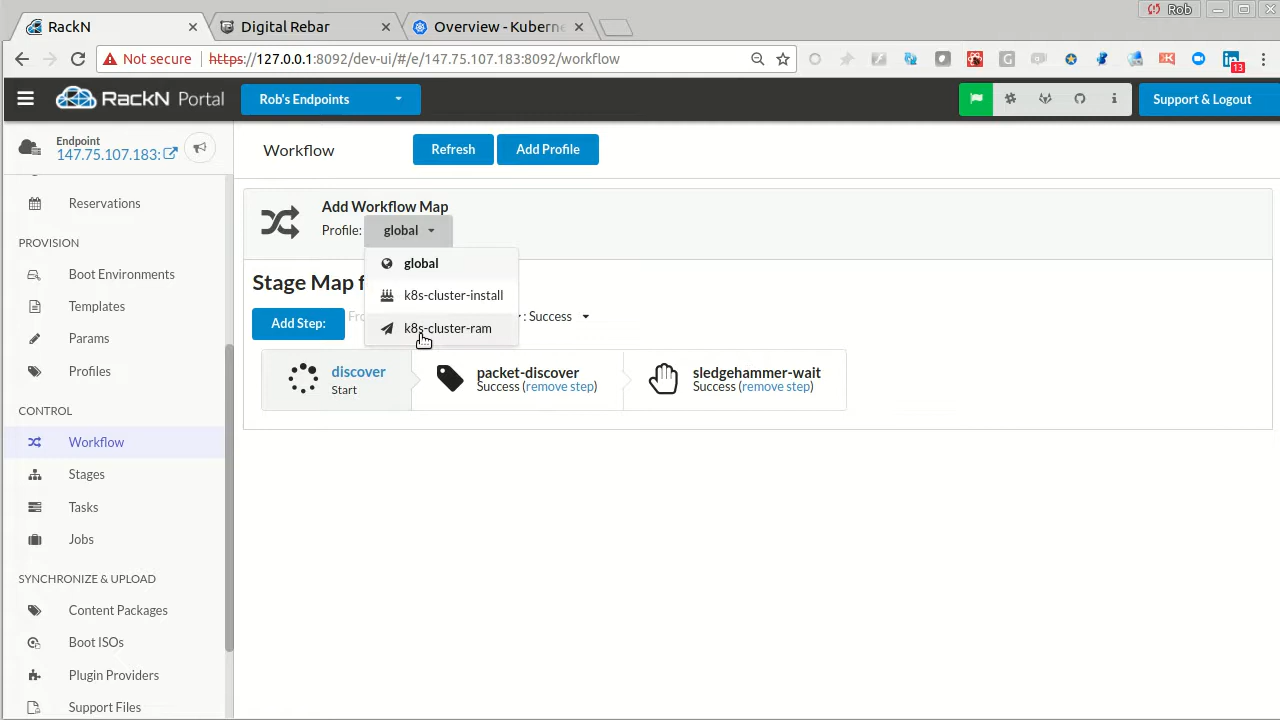 Rob
RackN
Digital Rebar
Overview - Kuberne
Not secure https://127.0.0.1:8092/dev-ui/#/e/147.75.107.183:8092/workflow
13
RackN Portal
Rob's Endpoints
Support & Logout
Endpoint
147.75.107.183:
Workflow
Refresh
Add Profile
Reservations
PROVISION
Boot Environments
Templates
Params
Profiles
CONTROL
Workflow
Stages
Tasks
Jobs
SYNCHRONIZE & UPLOAD
Content Packages
Boot ISOs
Plugin Providers
Support Files
Add Workflow Map
Profile: global
global
k8s-cluster-install
k8s-cluster-ram
Stage Map f
Add Step: Fro : Success
discover
Start
packet-discover
Success (remove step)
sledgehammer-wait
Success (remove step)